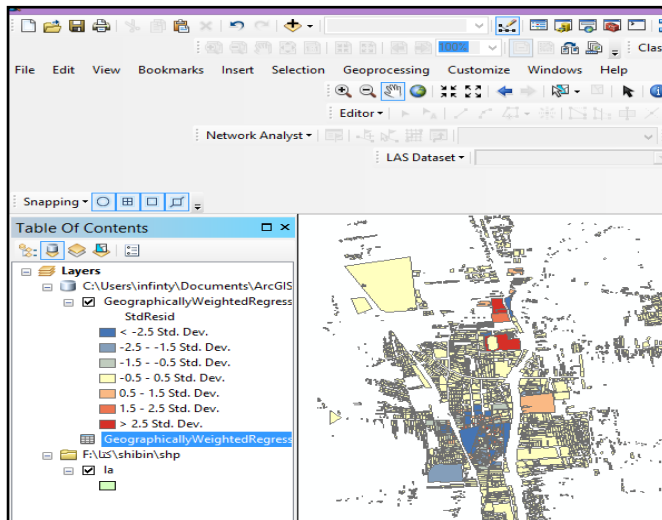 100%
Clas
File Edit View Bookmarks Insert Selection Geoprocessing Customize Windows Help
Editor
Network Analyst
LAS Dataset
Snapping
Table Of Contents
Layers
C:\Users\infinty\Documents\ArcGIS
GeographicallyWeightedRegress
StdResid
< -2.5 Std. Dev.
-2.5 - -1.5 Std. Dev.
-1.5 - -0.5 Std. Dev.
-0.5 - 0.5 Std. Dev.
0.5 - 1.5 Std. Dev.
1.5 - 2.5 Std. Dev.
> 2.5 Std. Dev.
GeographicallyWeightedRegress
\shibin\shp
la